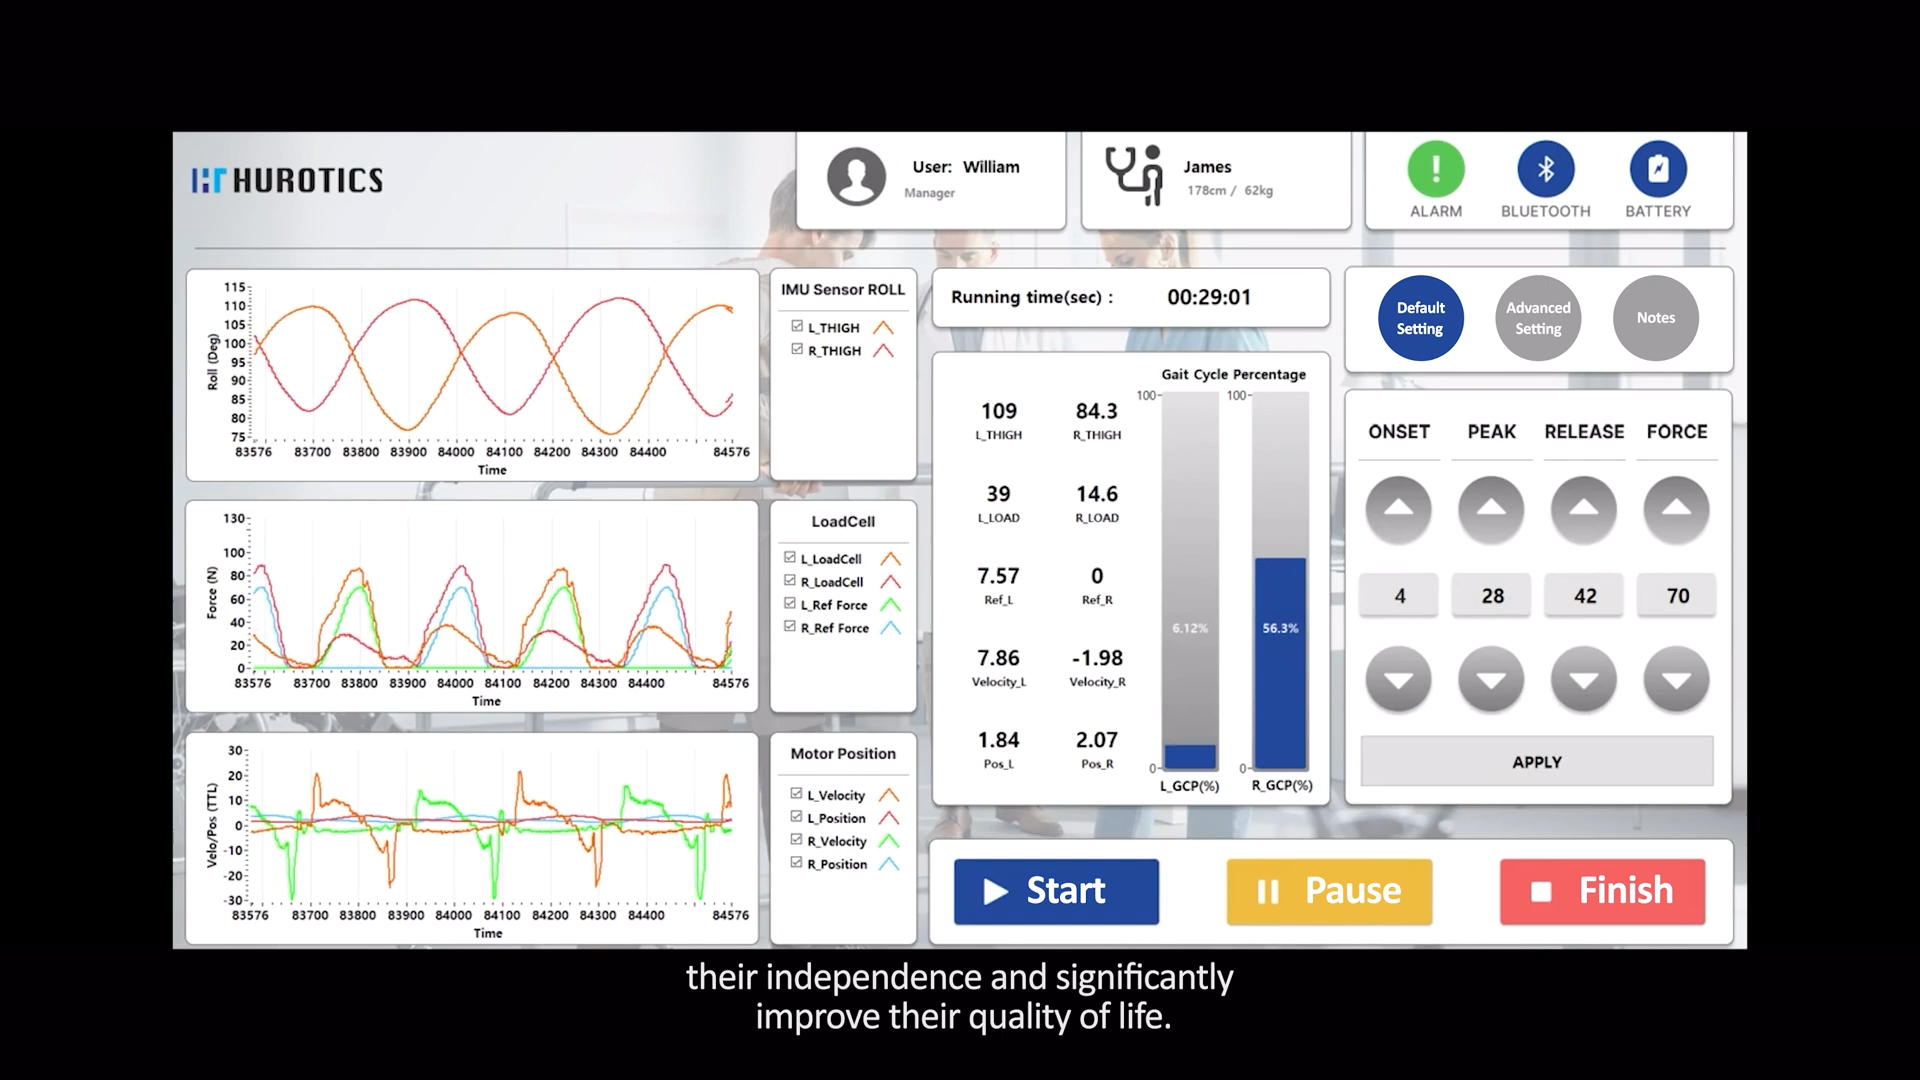 HUROTICS
User: William
Manager
James
178cm / 62kg
ALARM
BLUETOOTH
BATTERY
115
110
105
100
95
90
85
80
75
Roll (Deg)
83576 83700 83800 83900 84000 84100 84200 84300 84400 84576
Time
IMU Sensor ROLL
L_THIGH
R_THIGH
130
100
80
60
40
20
0
Force (N)
83576 83700 83800 83900 84000 84100 84200 84300 84400 84576
Time
LoadCell
L_LoadCell
R_LoadCell
L_Ref Force
R_Ref Force
30
20
10
0
-10
-20
-30
Velo/Pos (TTL)
83576 83700 83800 83900 84000 84100 84200 84300 84400 84576
Time
Motor Position
L_Velocity
L_Position
R_Velocity
R_Position
Running time(sec) : 00:29:01
Gait Cycle Percentage
109 84.3
L_THIGH R_THIGH
39 14.6
L_LOAD R_LOAD
7.57 0
Ref_L Ref_R
7.86 -1.98
Velocity_L Velocity_R
1.84 2.07
Pos_L Pos_R
100 100
6.12% 56.3%
0 0
L_GCP(%) R_GCP(%)
Default
Setting
Advanced
Setting
Notes
ONSET PEAK RELEASE FORCE
4 28 42 70
APPLY
Start
Pause
Finish
their independence and significantly
improve their quality of life.